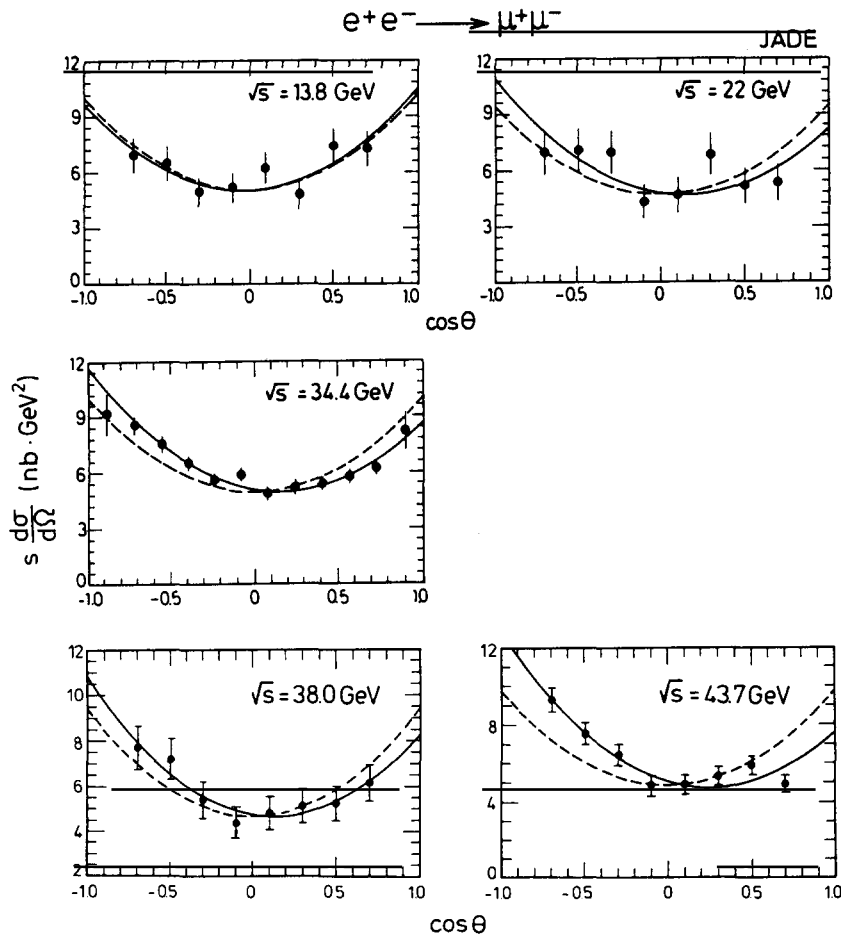 e+e- → μ+μ-
JADE
√s = 13.8 GeV
12
9
6
3
0
-1.0 -0.5 0 0.5 1.0
√s = 22 GeV
12
9
6
3
0
-1.0 -0.5 0 0.5 1.0
cosθ
s dσ/dΩ (nb · GeV²)
√s = 34.4 GeV
12
9
6
3
0
-1.0 -0.5 0 0.5 1.0
√s = 38.0 GeV
12
10
8
6
4
2
-1.0 -0.5 0 0.5 1.0
√s = 43.7 GeV
12
8
4
0
-1.0 -0.5 0 0.5 1.0
cosθ